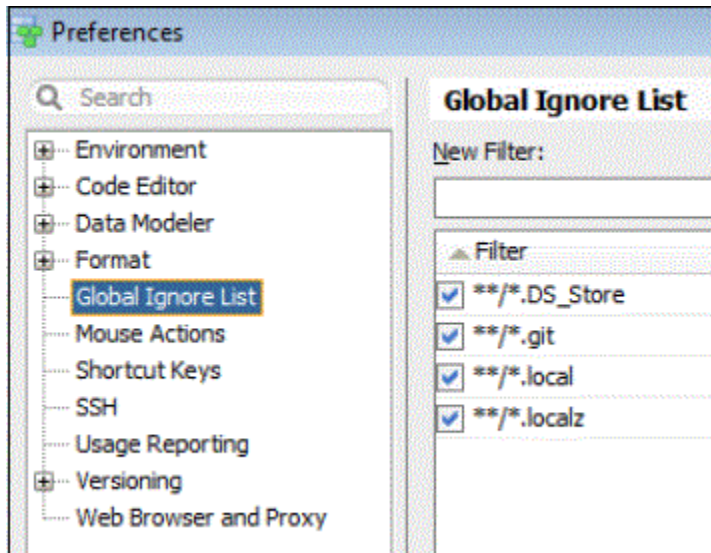 Preferences
Search
Environment
Code Editor
Data Modeler
Format
Global Ignore List
Mouse Actions
Shortcut Keys
SSH
Usage Reporting
Versioning
Web Browser and Proxy
Global Ignore List
New Filter:
Filter
**/*.DS_Store
**/*.git
**/*.local
**/*.localz